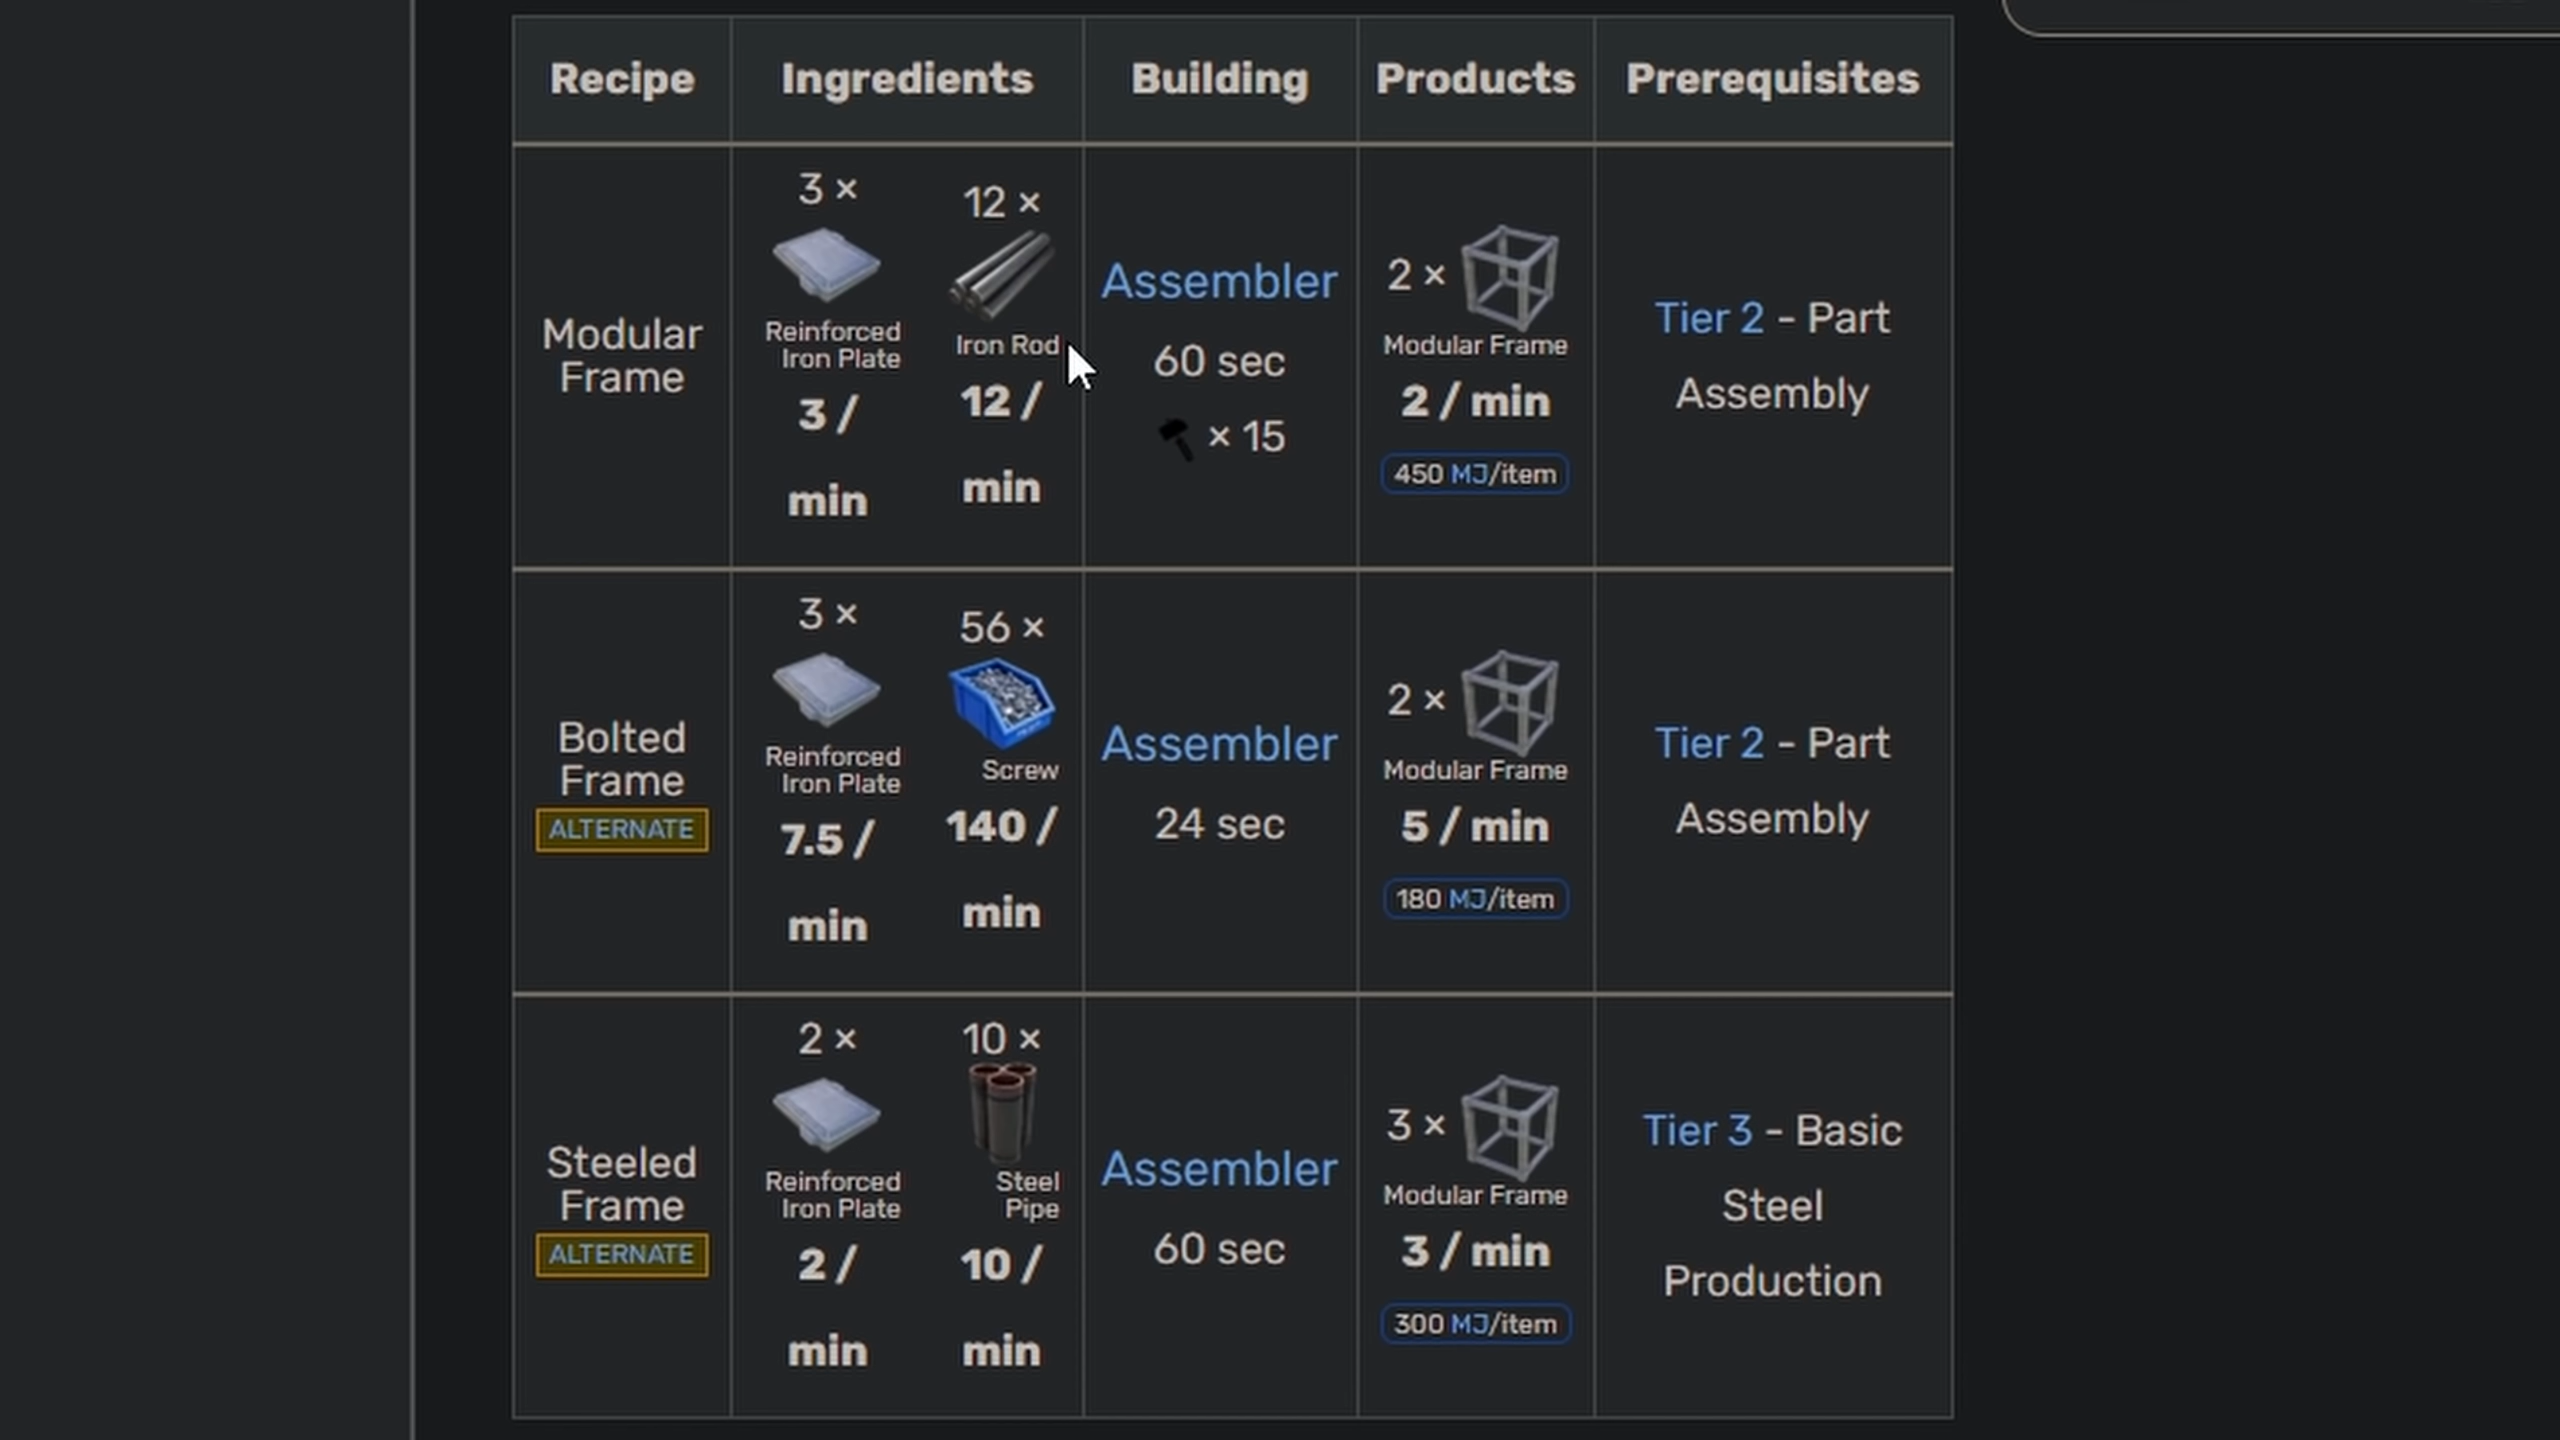 Recipe Ingredients Building Products Prerequisites
Modular
Frame
3 ×
Reinforced
Iron Plate
3 /
min
12 ×
Iron Rod
12 /
min
Assembler
60 sec
× 15
2 ×
Modular Frame
2 / min
450 MJ/item
Tier 2 - Part
Assembly
Bolted
Frame
ALTERNATE
3 ×
Reinforced
Iron Plate
7.5 /
min
56 ×
Screw
140 /
min
Assembler
24 sec
2 ×
Modular Frame
5 / min
180 MJ/item
Tier 2 - Part
Assembly
Steeled
Frame
ALTERNATE
2 ×
Reinforced
Iron Plate
2 /
min
10 ×
Steel
Pipe
10 /
min
Assembler
60 sec
3 ×
Modular Frame
3 / min
300 MJ/item
Tier 3 - Basic
Steel
Production